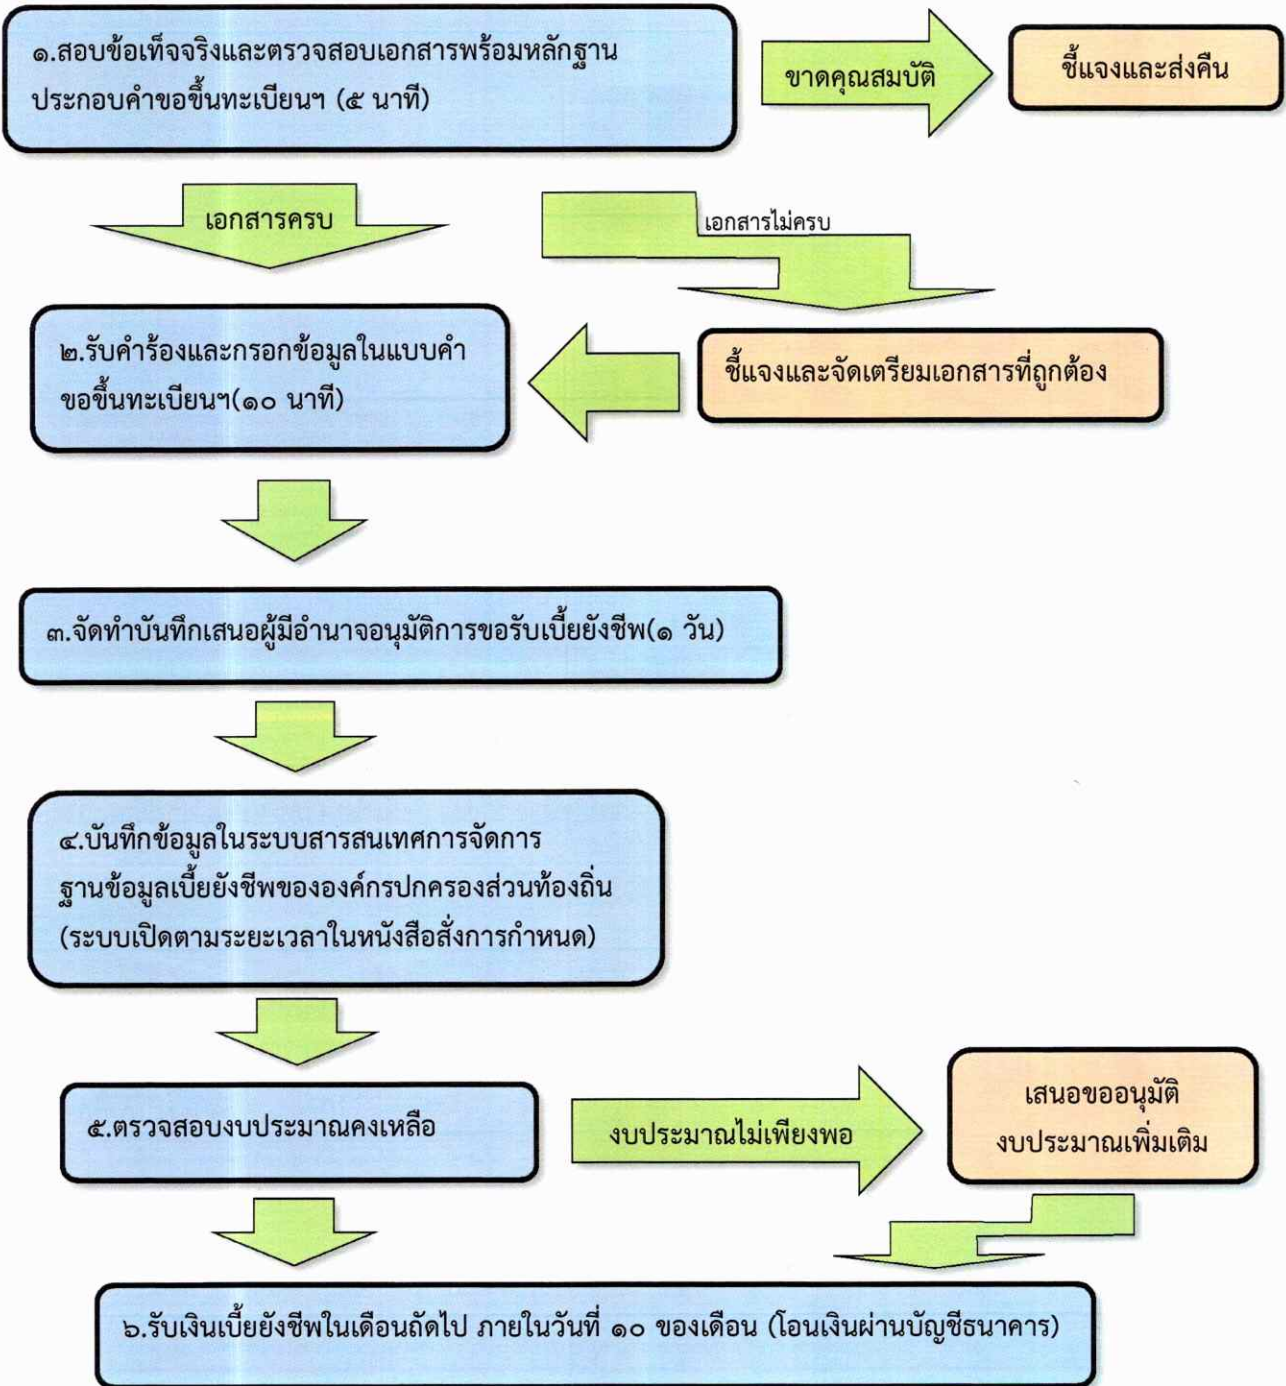 ๑.สอบข้อเท็จจริงและตรวจสอบเอกสารพร้อมหลักฐาน
ประกอบคำขอขึ้นทะเบียนฯ (๕ นาที)
ขาดคุณสมบัติ
ชี้แจงและส่งคืน
เอกสารครบ
เอกสารไม่ครบ
๒.รับคำร้องและกรอกข้อมูลในแบบคำ
ขอขึ้นทะเบียนฯ(๑๐ นาที)
ชี้แจงและจัดเตรียมเอกสารที่ถูกต้อง
๓.จัดทำบันทึกเสนอผู้มีอำนาจอนุมัติการขอรับเบี้ยยังชีพ(๑ วัน)
๔.บันทึกข้อมูลในระบบสารสนเทศการจัดการ
ฐานข้อมูลเบี้ยยังชีพขององค์กรปกครองส่วนท้องถิ่น
(ระบบเปิดตามระยะเวลาในหนังสือสั่งการกำหนด)
๕.ตรวจสอบงบประมาณคงเหลือ
งบประมาณไม่เพียงพอ
เสนอขออนุมัติ
งบประมาณเพิ่มเติม
๖.รับเงินเบี้ยยังชีพในเดือนถัดไป ภายในวันที่ ๑๐ ของเดือน (โอนเงินผ่านบัญชีธนาคาร)